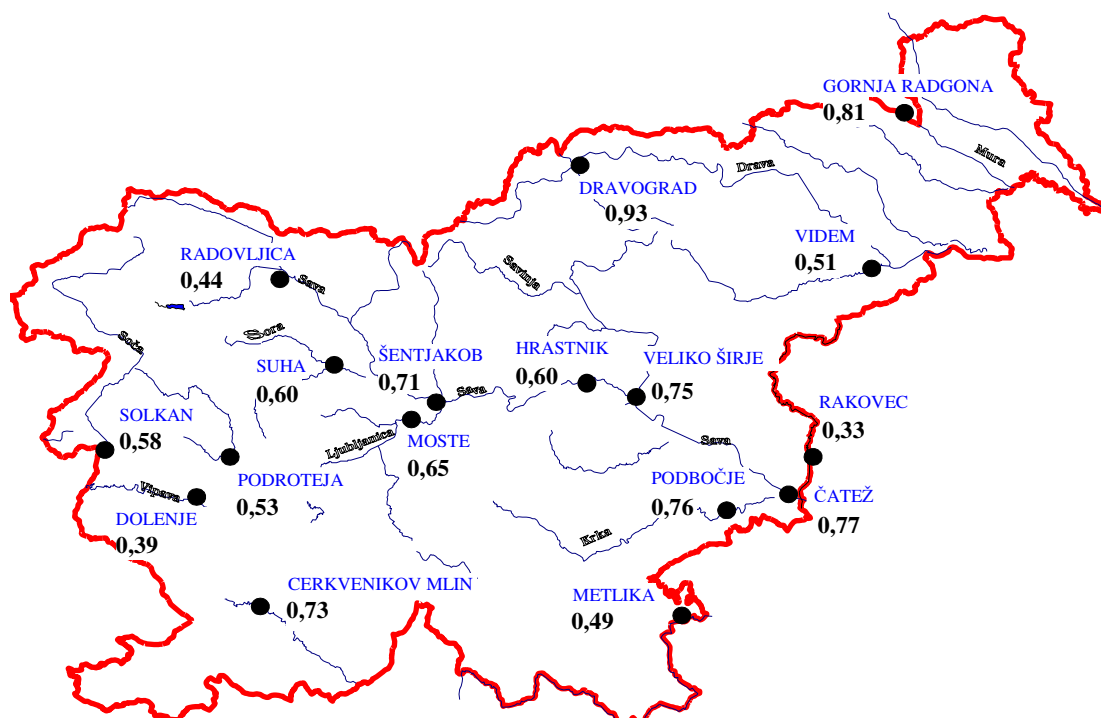 GORNJA RADGONA
0,81
Mura
Drava
DRAVOGRAD
0,93
VIDEM
0,51
RADOVLJICA
0,44
Sava
Savinja
Soča
Sora
SUHA
0,60
ŠENTJAKOB
0,71
Sava
HRASTNIK
0,60
VELIKO ŠIRJE
0,75
RAKOVEC
0,33
SOLKAN
0,58
Ljubljanica
MOSTE
0,65
Sava
PODROTEJA
0,53
Vipava
DOLENJE
0,39
PODBOČJE
0,76
ČATEŽ
0,77
Krka
CERKVENIKOV MLIN
0,73
METLIKA
0,49